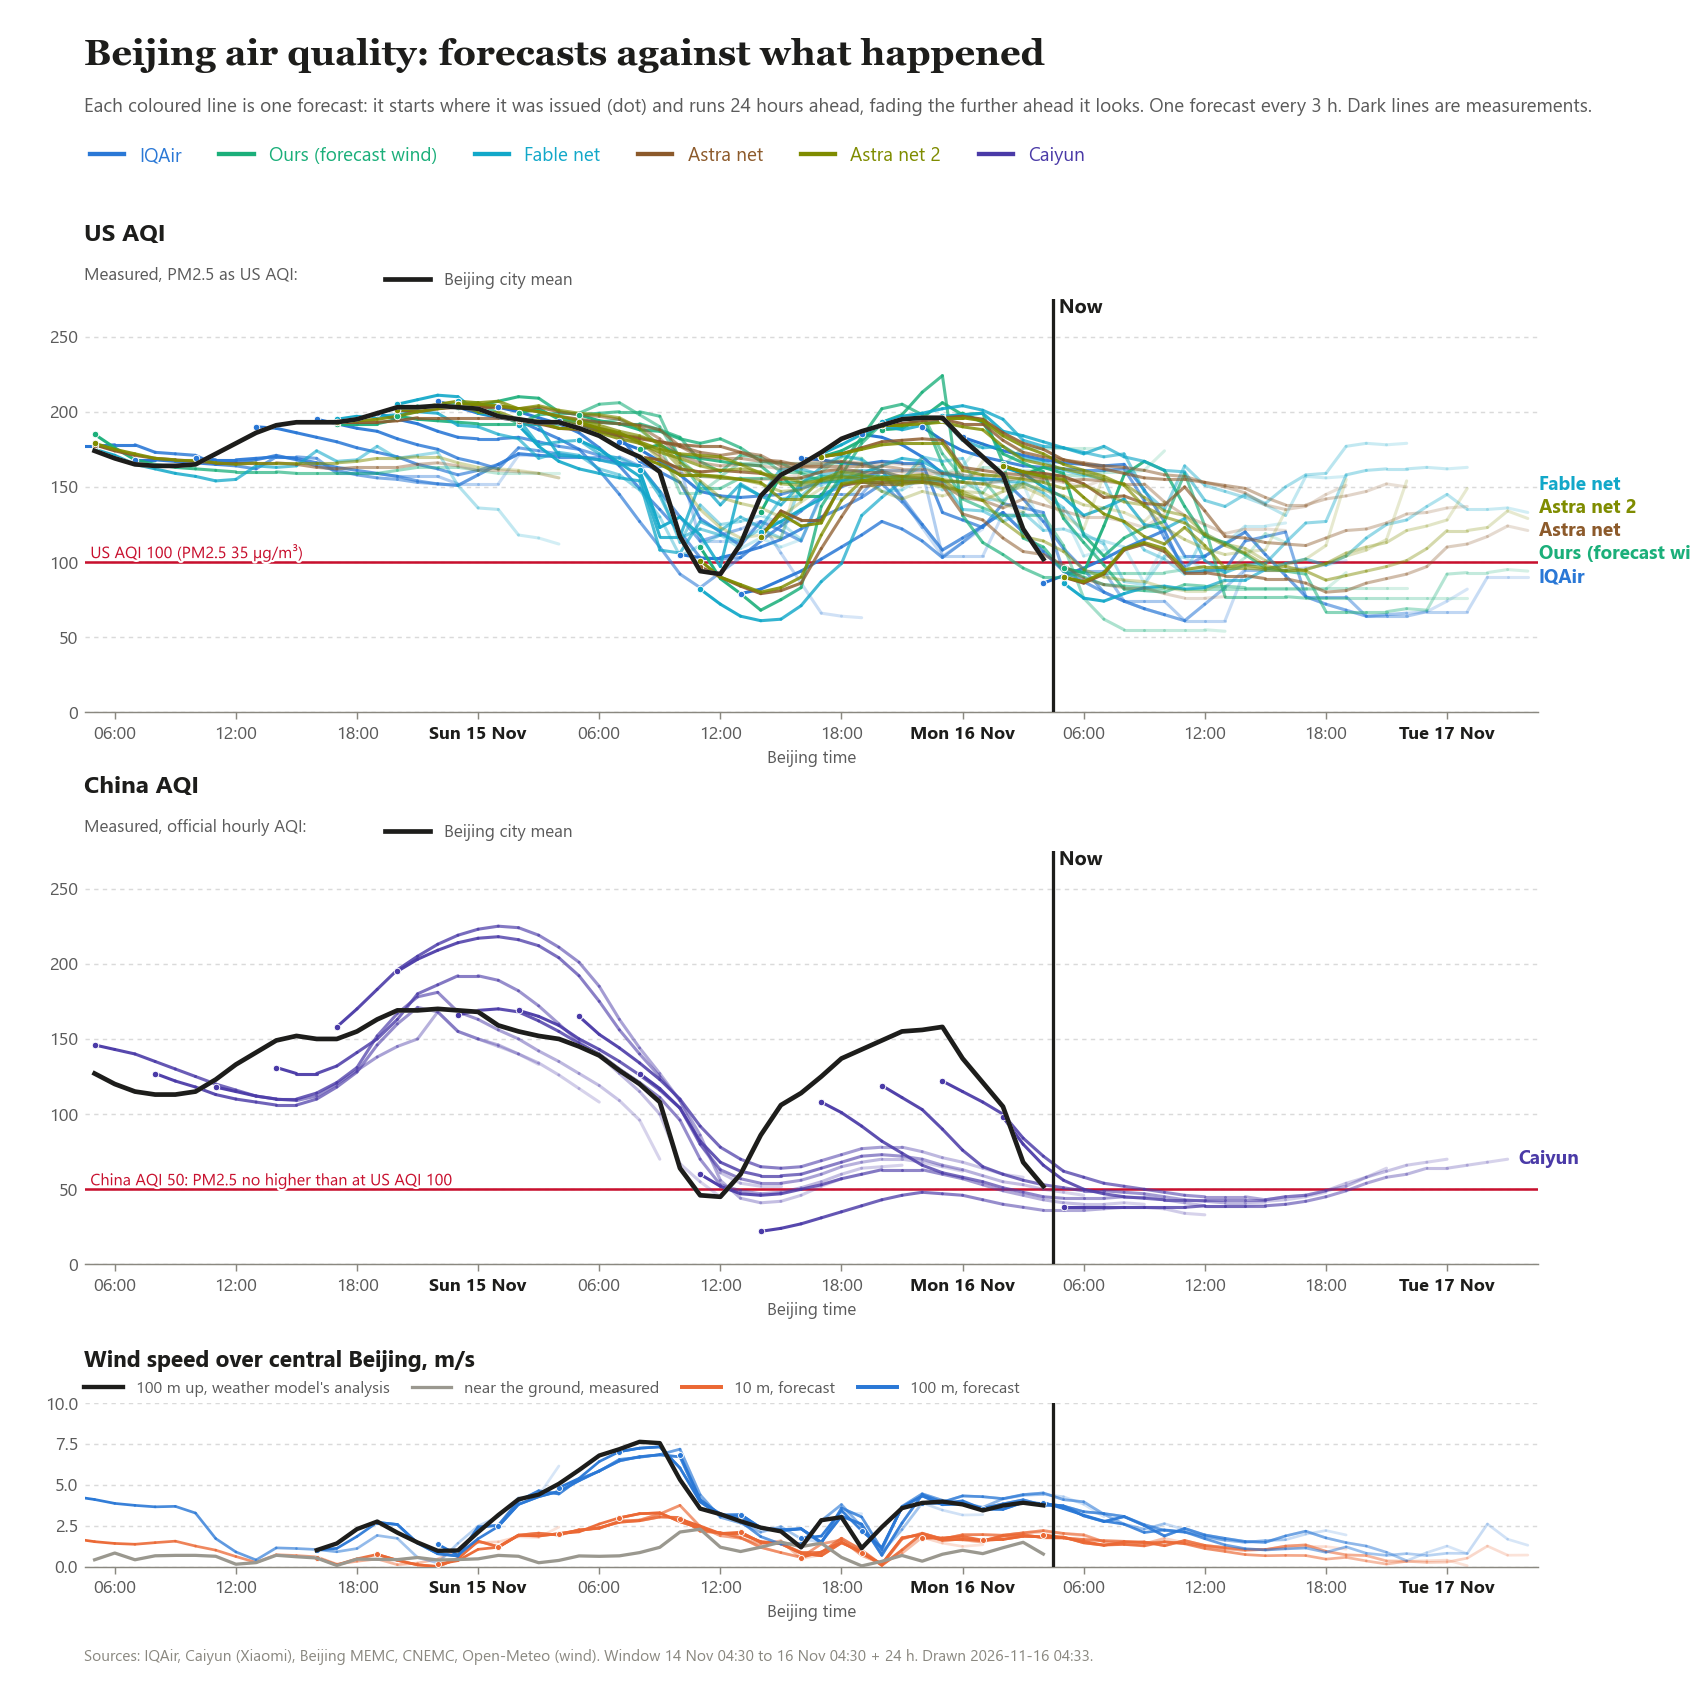 Beijing air quality: forecasts against what happened
Each coloured line is one forecast: it starts where it was issued (dot) and runs 24 hours ahead, fading the further ahead it looks. One forecast every 3 h. Dark lines are measurements.
IQAir Ours (forecast wind) Fable net Astra net Astra net 2 Caiyun
US AQI
Measured, PM2.5 as US AQI: Beijing city mean
Now
250
200
150
100
50
0
US AQI 100 (PM2.5 35 µg/m³)
Fable net
Astra net 2
Astra net
Ours (forecast wi
IQAir
06:00 12:00 18:00 Sun 15 Nov 06:00 12:00 18:00 Mon 16 Nov 06:00 12:00 18:00 Tue 17 Nov
Beijing time
China AQI
Measured, official hourly AQI: Beijing city mean
Now
250
200
150
100
50
0
China AQI 50: PM2.5 no higher than at US AQI 100
Caiyun
06:00 12:00 18:00 Sun 15 Nov 06:00 12:00 18:00 Mon 16 Nov 06:00 12:00 18:00 Tue 17 Nov
Beijing time
Wind speed over central Beijing, m/s
100 m up, weather model's analysis near the ground, measured 10 m, forecast 100 m, forecast
10.0
7.5
5.0
2.5
0.0
06:00 12:00 18:00 Sun 15 Nov 06:00 12:00 18:00 Mon 16 Nov 06:00 12:00 18:00 Tue 17 Nov
Beijing time
Sources: IQAir, Caiyun (Xiaomi), Beijing MEMC, CNEMC, Open-Meteo (wind). Window 14 Nov 04:30 to 16 Nov 04:30 + 24 h. Drawn 2026-11-16 04:33.